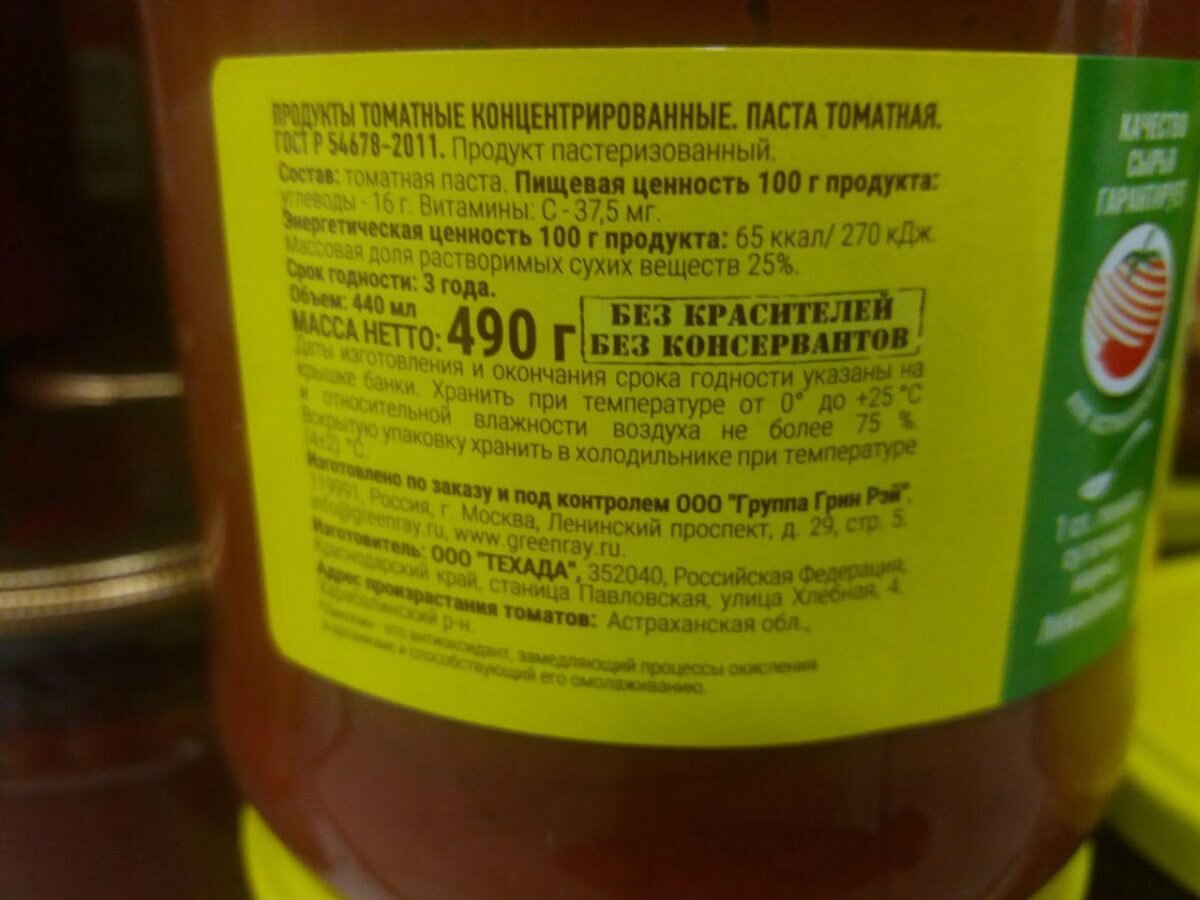 ПРОДУКТЫ ТОМАТНЫЕ КОНЦЕНТРИРОВАННЫЕ. ПАСТА ТОМАТНАЯ.
ГОСТ Р 54678-2011. Продукт пастеризованный.
Состав: томатная паста. Пищевая ценность 100 г продукта:
углеводы - 16 г. Витамины: С - 37,5 мг.
Энергетическая ценность 100 г продукта: 65 ккал/ 270 кДж.
Массовая доля растворимых сухих веществ 25%.
Срок годности: 3 года.
Объем: 440 мл
МАССА НЕТТО: 490 г
БЕЗ КРАСИТЕЛЕЙ
БЕЗ КОНСЕРВАНТОВ
Даты изготовления и окончания срока годности указаны на
крышке банки. Хранить при температуре от 0° до +25 °C
и относительной влажности воздуха не более 75 %.
Вскрытую упаковку хранить в холодильнике при температуре
(4±2) °C.
Изготовлено по заказу и под контролем ООО "Группа Грин Рэй",
119991, Россия, г. Москва, Ленинский проспект, д. 29, стр. 5.
info@greenray.ru, www.greenray.ru.
Изготовитель: ООО "ТЕХАДА", 352040, Российская Федерация,
Краснодарский край, станица Павловская, улица Хлебная, 4.
Адрес произрастания томатов: Астраханская обл.,
Харабалинский р-н.
*Ликопин - это антиоксидант, замедляющий процессы окисления
в организме и способствующий его омолаживанию.
КАЧЕСТВО
СЫРЬЯ
ГАРАНТИРУЕТ
1 ст.